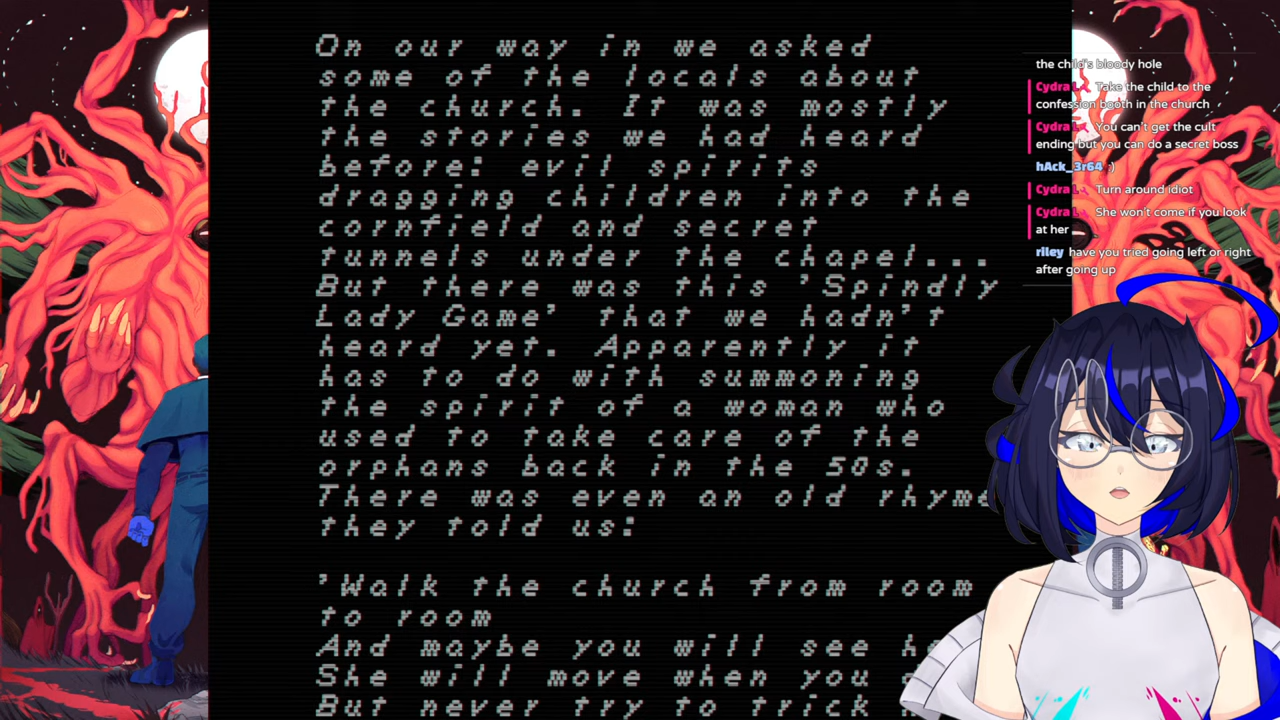 On our way in we asked
some of the locals about
the church. It was mostly
the stories we had heard
before: evil spirits
dragging children into the
cornfield and secret
tunnels under the chapel...
But there was this 'Spindly
Lady Game' that we hadn't
heard yet. Apparently it
has to do with summoning
the spirit of a woman who
used to take care of the
orphans back in the 50s.
There was even an old rhyme
they told us:
'Walk the church from room
to room
And maybe you will see
She will move when you
But never try to trick
the child's bloody hole
Cydra Take the child to the
confession booth in the church
Cydra You can't get the cult
ending but you can do a secret boss
hAck_3r64 :)
Cydra Turn around idiot
Cydra She won't come if you look
at her
riley have you tried going left or right
after going up